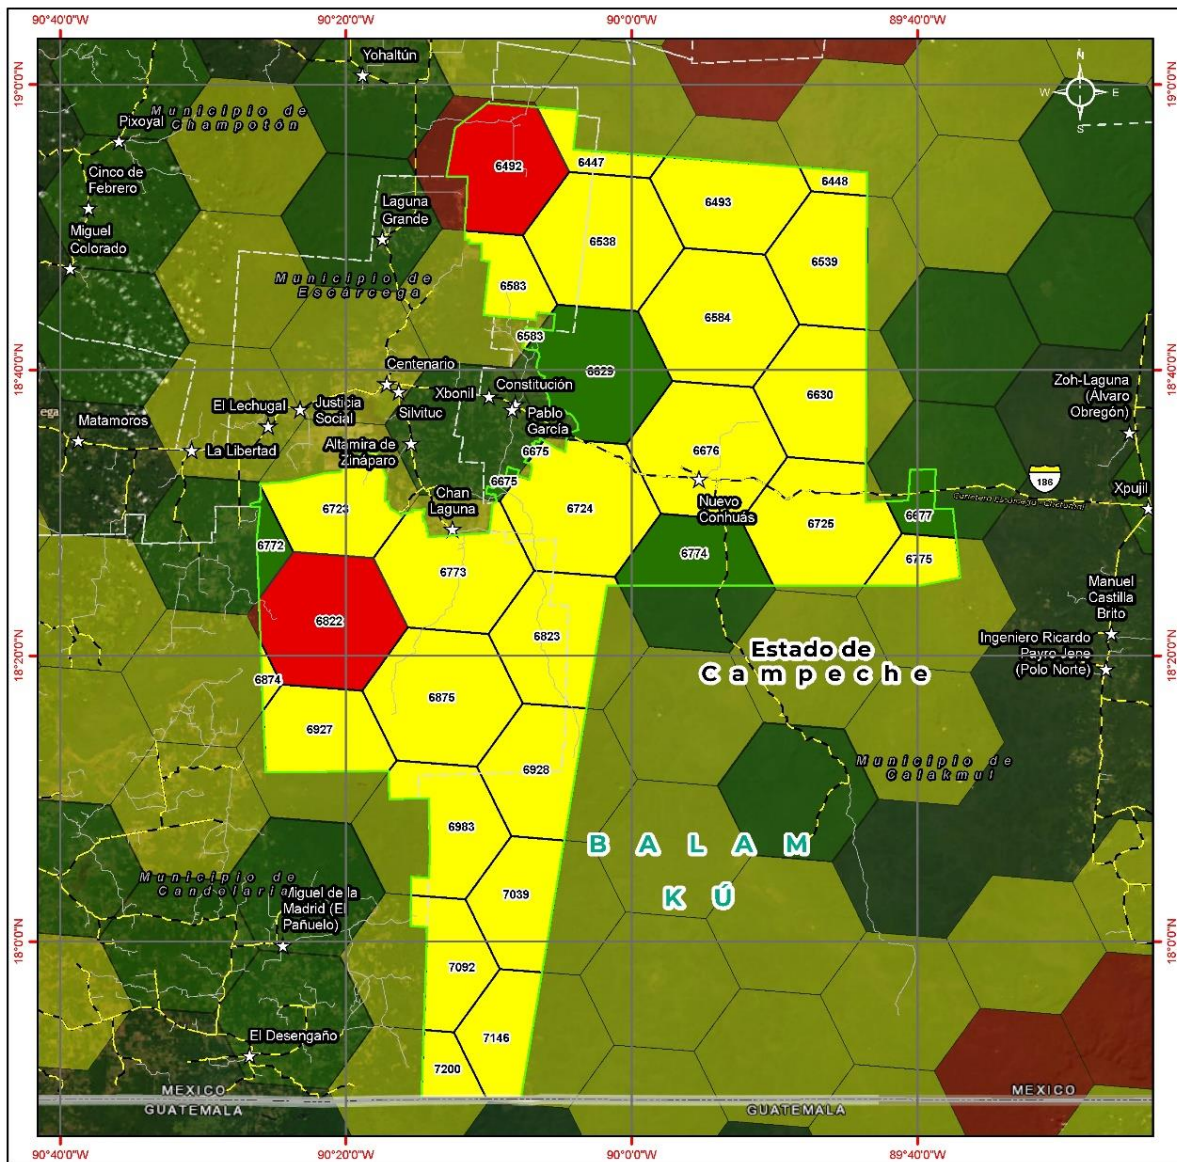 90°40'0"W
90°20'0"W
90°0'0"W
89°40'0"W
19°0'0"N
19°0'0"N
Yohaltún
N
W
E
S
Municipio de
Champotón
Pixoyal
6492
6447
Cinco de
Febrero
6448
Laguna
Grande
6493
Miguel
Colorado
6538
6539
Municipio de
Escárcega
6583
6584
6583
18°40'0"N
18°40'0"N
6629
Centenario
Zoh-Laguna
(Álvaro
Obregón)
Xbonil
Constitución
6630
El Lechugal
Justicia
Social
Silvituc
Pablo
García
ega
Matamoros
La Libertad
Altamira de
Zináparo
6675
6676
6675
186
Chan
Laguna
Nuevo
Conhuás
Xpujil
6723
6724
6725
6677
6772
6773
6774
6775
Manuel
Castilla
Brito
6822
6823
Ingeniero Ricardo
Payro Jene
(Polo Norte)
Estado de
Campeche
18°20'0"N
18°20'0"N
6874
6875
6927
6928
Municipio de
Calakmul
6983
BALAM
KÚ
Municipio de
Candelaria
Miguel de la
Madrid (El
Pañuelo)
7039
18°0'0"N
18°0'0"N
7092
El Desengaño
7146
7200
MEXICO
GUATEMALA
GUATEMALA
MEXICO
90°40'0"W
90°20'0"W
90°0'0"W
89°40'0"W